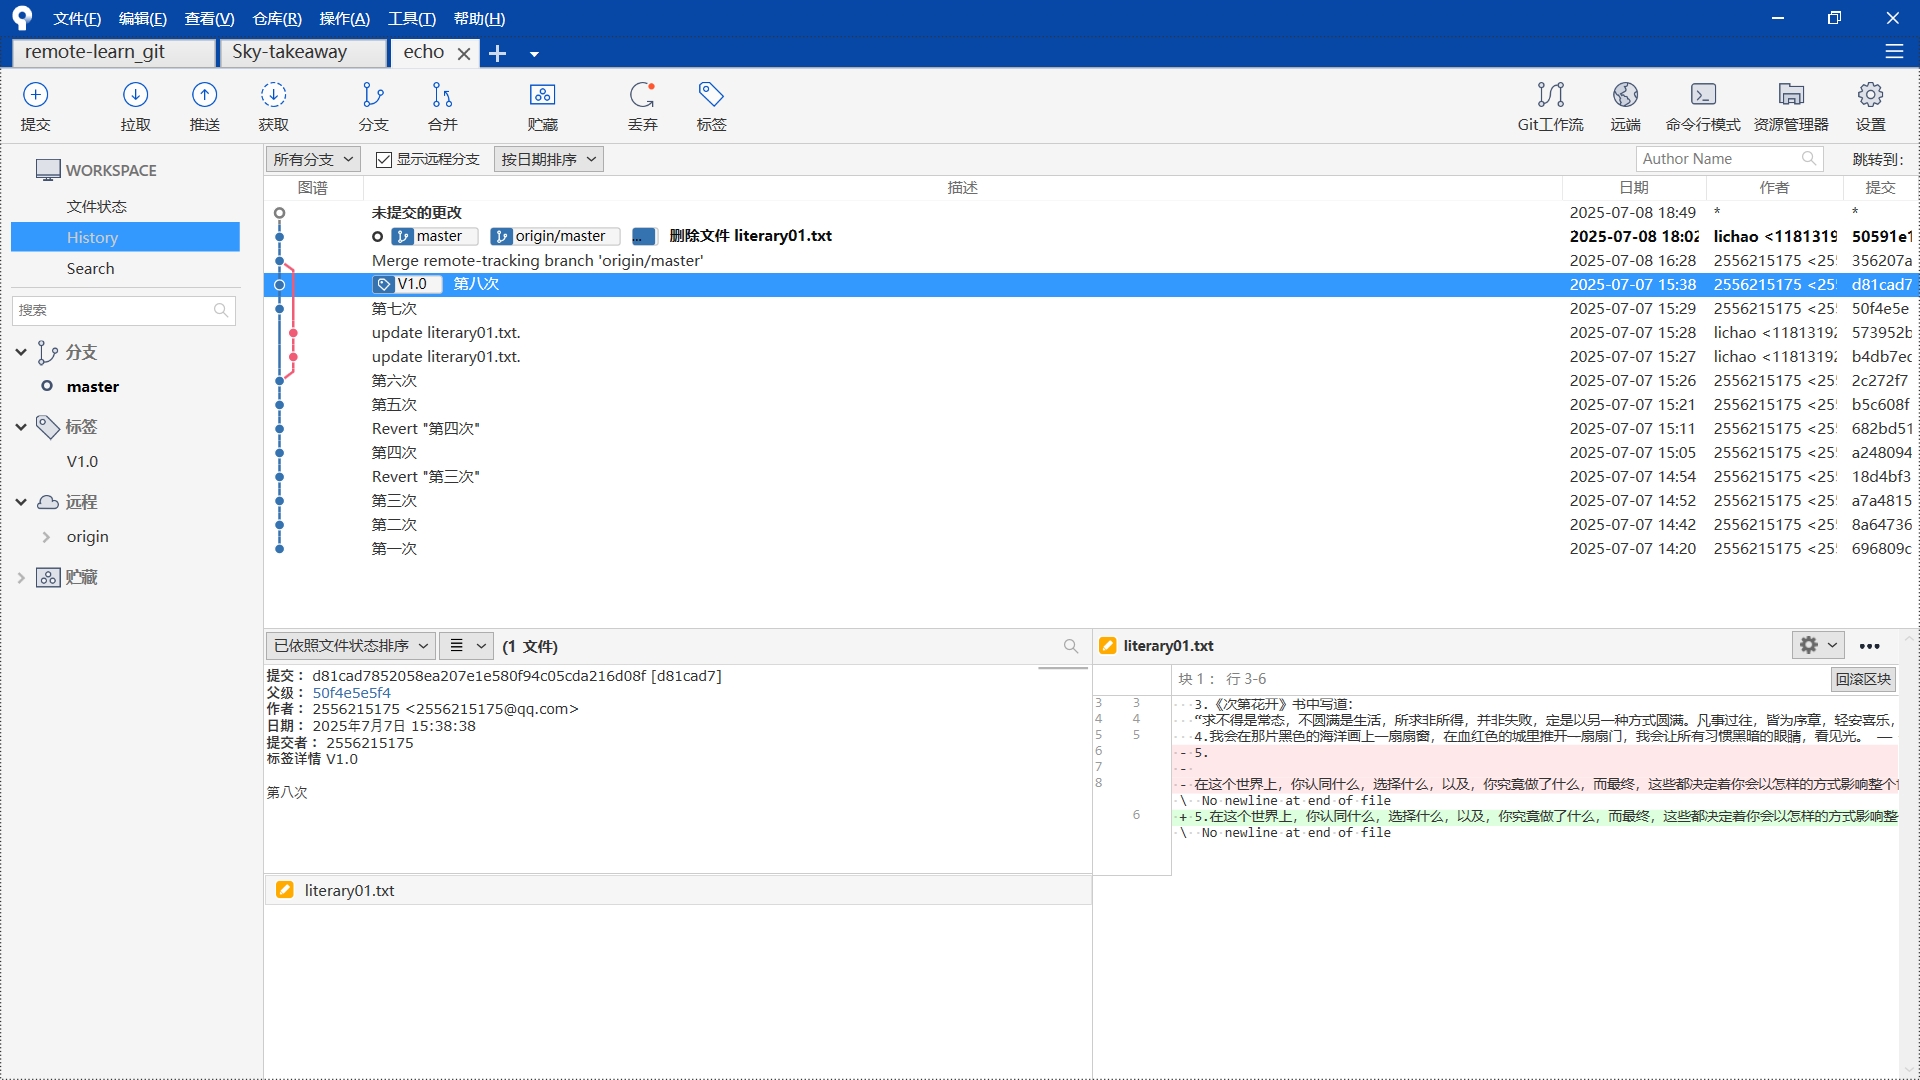 文件(F) 编辑(E) 查看(V) 仓库(R) 操作(A) 工具(T) 帮助(H)
remote-learn_git Sky-takeaway echo
提交 拉取 推送 获取 分支 合并 贮藏 丢弃 标签 Git工作流 远端 命令行模式 资源管理器 设置
WORKSPACE
文件状态
History
Search
搜索
分支
master
标签
V1.0
远程
origin
贮藏
所有分支 显示远程分支 按日期排序 Author Name 跳转到:
图谱 描述 日期 作者 提交
未提交的更改 2025-07-08 18:49 * *
master origin/master ... 删除文件 literary01.txt 2025-07-08 18:02 lichao <1181319 50591e1
Merge remote-tracking branch 'origin/master' 2025-07-08 16:28 2556215175 <25 356207a
V1.0 第八次 2025-07-07 15:38 2556215175 <25 d81cad7
第七次 2025-07-07 15:29 2556215175 <25 50f4e5e
update literary01.txt. 2025-07-07 15:28 lichao <1181319 573952b
update literary01.txt. 2025-07-07 15:27 lichao <1181319 b4db7ec
第六次 2025-07-07 15:26 2556215175 <25 2c272f7
第五次 2025-07-07 15:21 2556215175 <25 b5c608f
Revert "第四次" 2025-07-07 15:11 2556215175 <25 682bd51
第四次 2025-07-07 15:05 2556215175 <25 a248094
Revert "第三次" 2025-07-07 14:54 2556215175 <25 18d4bf3
第三次 2025-07-07 14:52 2556215175 <25 a7a4815
第二次 2025-07-07 14:42 2556215175 <25 8a64736
第一次 2025-07-07 14:20 2556215175 <25 696809c
已依照文件状态排序 (1 文件)
提交: d81cad7852058ea207e1e580f94c05cda216d08f [d81cad7]
父级: 50f4e5e5f4
作者: 2556215175 <2556215175@qq.com>
日期: 2025年7月7日 15:38:38
提交者: 2556215175
标签详情 V1.0
第八次
literary01.txt
literary01.txt
块 1: 行 3-6 回滚区块
3 3 3.《次第花开》书中写道:
4 4 “求不得是常态，不圆满是生活，所求非所得，并非失败，定是以另一种方式圆满。凡事过往，皆为序章，轻安喜乐，
5 5 4.我会在那片黑色的海洋画上一扇扇窗，在血红色的城里推开一扇扇门，我会让所有习惯黑暗的眼睛，看见光。 —
6 - 5.
7 -
8 - 在这个世界上，你认同什么，选择什么，以及，你究竟做了什么，而最终，这些都决定着你会以怎样的方式影响整个
\ No newline at end of file
6 + 5.在这个世界上，你认同什么，选择什么，以及，你究竟做了什么，而最终，这些都决定着你会以怎样的方式影响整
\ No newline at end of file